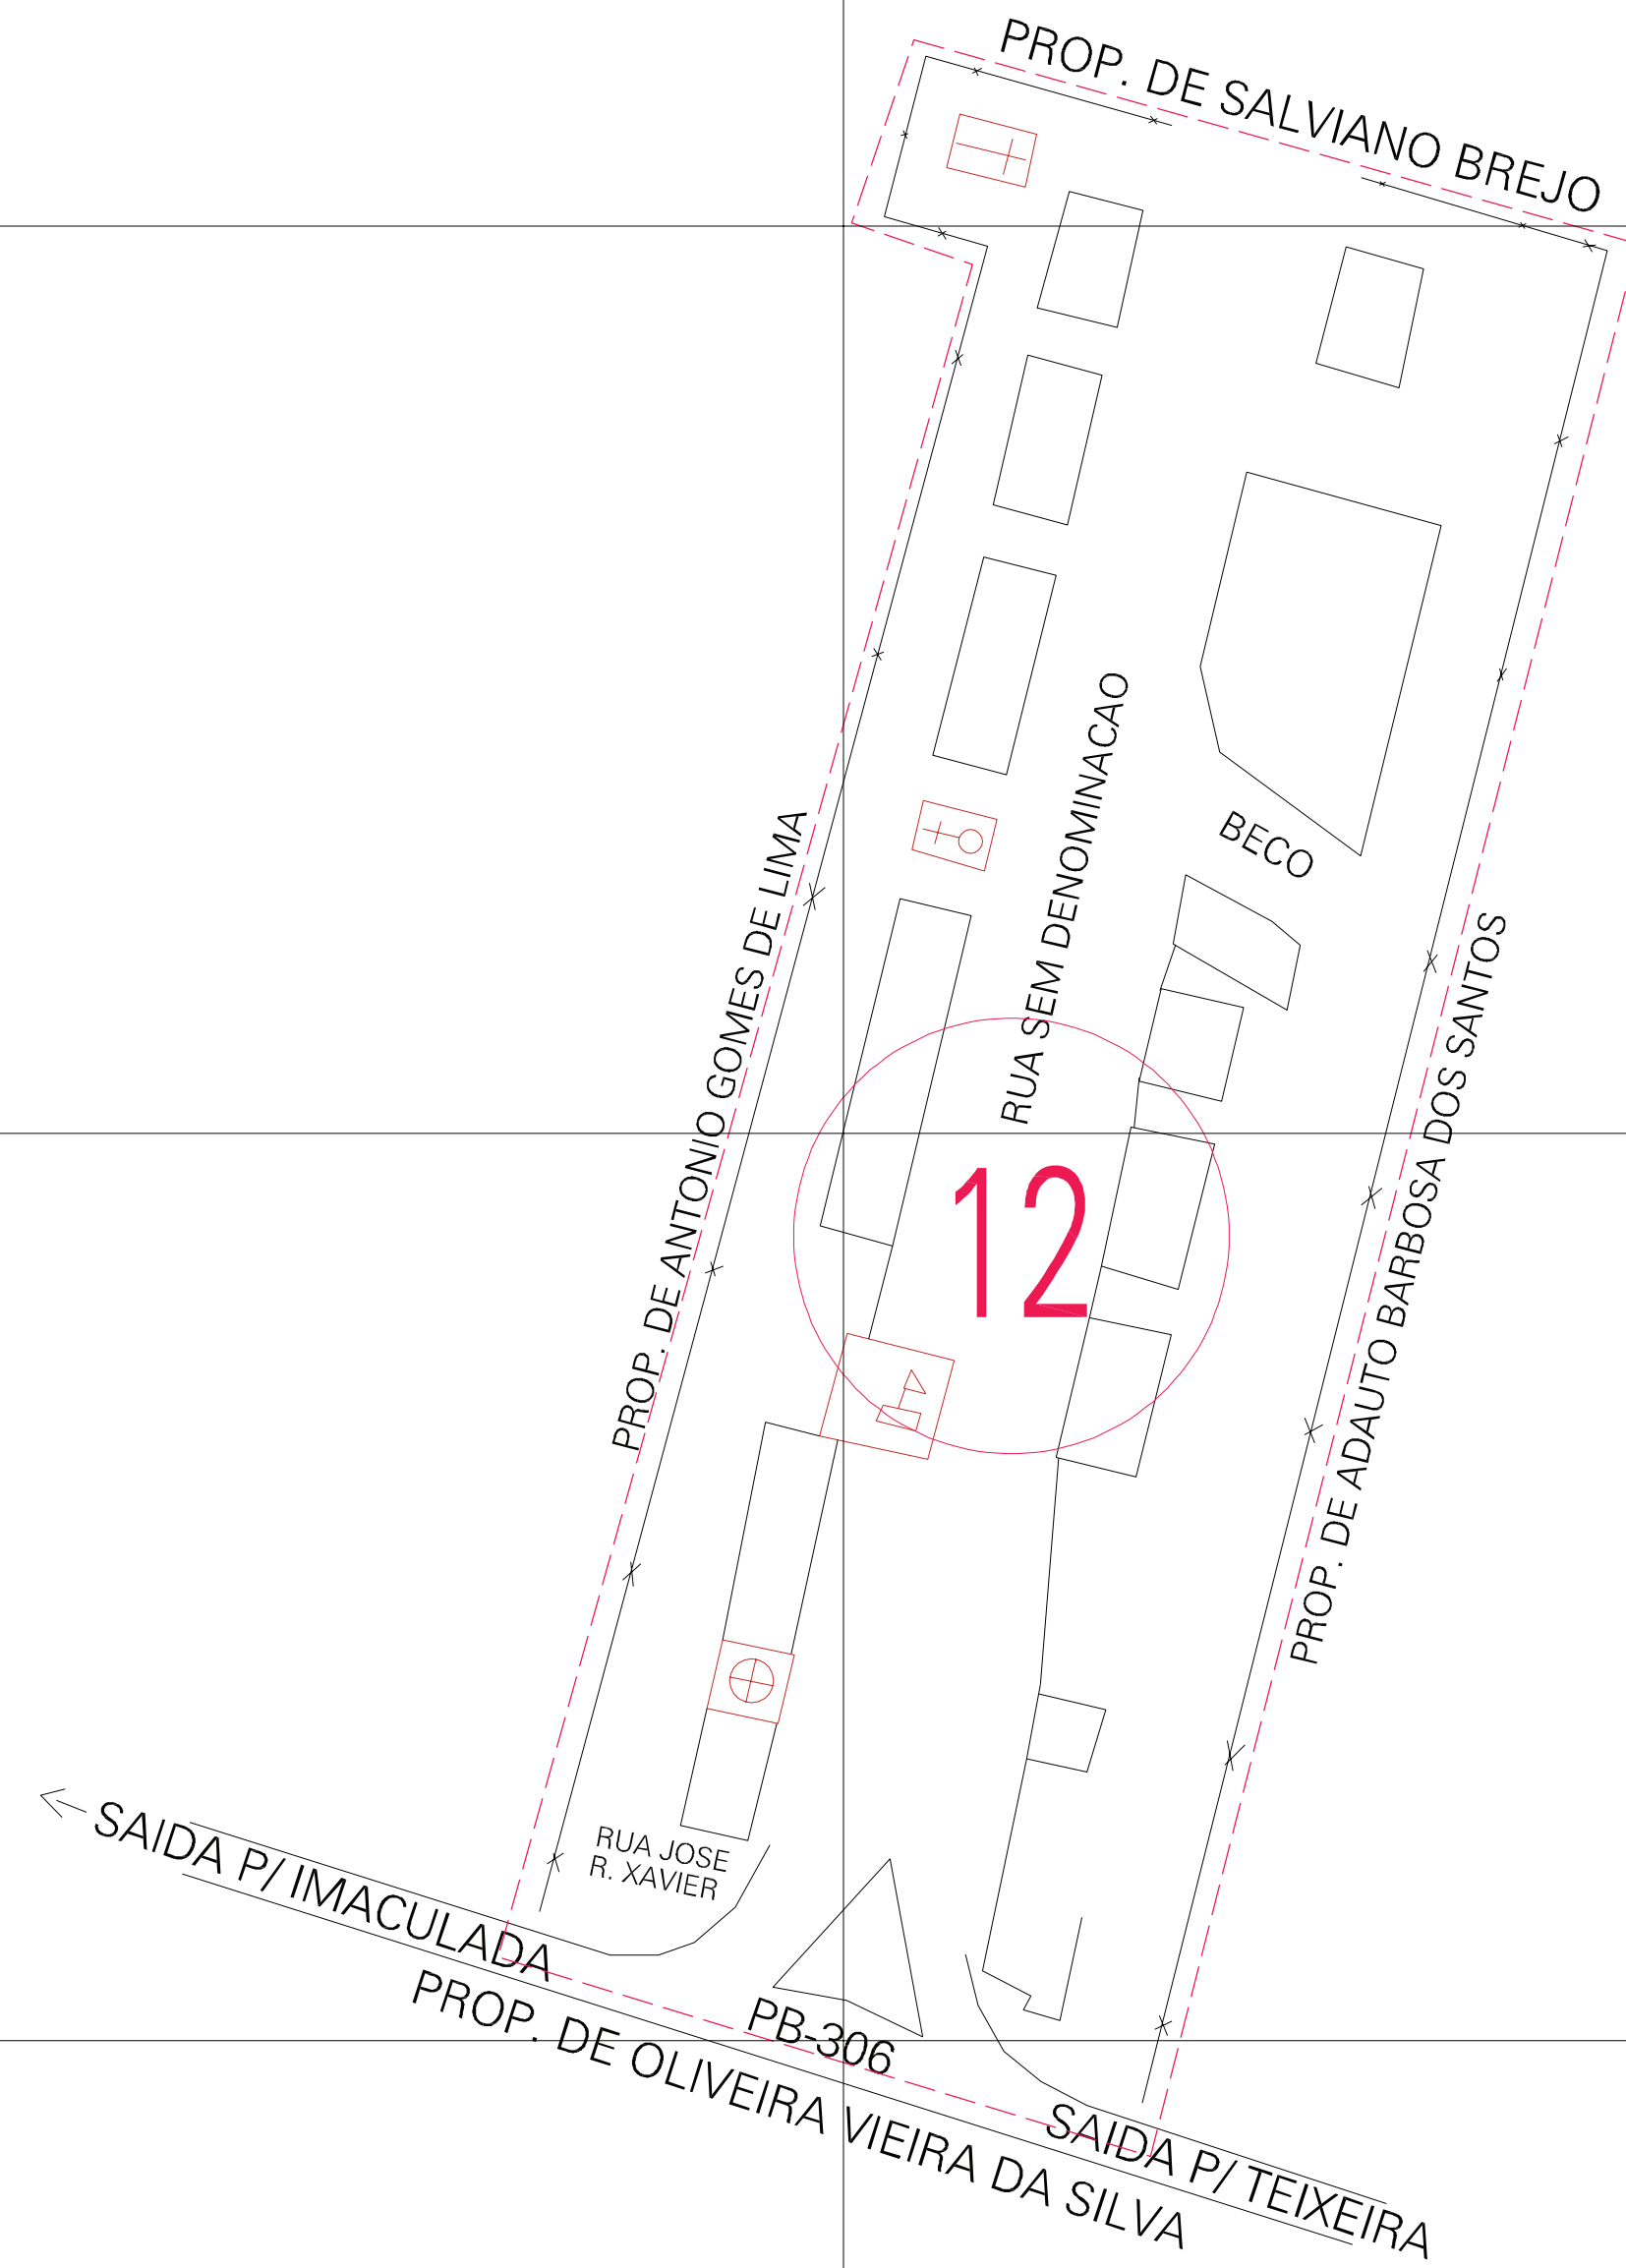 PROP. DE SALVIANO BREJO
RUA SEM DENOMINACAO
BECO
PROP. DE ANTONIO GOMES DE LIMA
PROP. DE ADAUTO BARBOSA DOS SANTOS
12
RUA JOSE
R. XAVIER
SAIDA P/ IMACULADA
PB-306
PROP. DE OLIVEIRA VIEIRA DA SILVA
SAIDA P/ TEIXEIRA